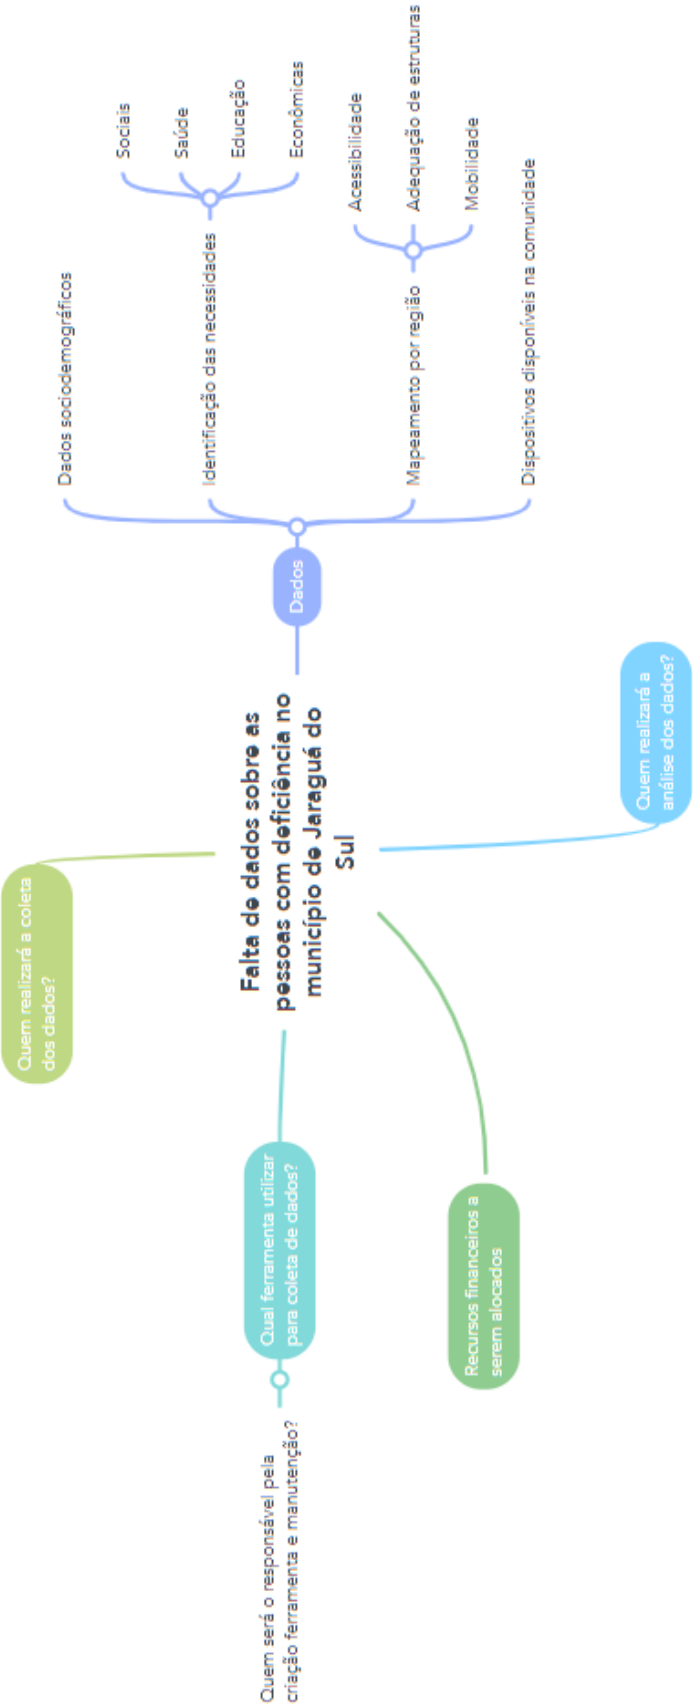 Falta de dados sobre as
pessoas com deficiência no
município de Jaraguá do
Sul
Dados
Dados sociodemográficos
Identificação das necessidades
Sociais
Saúde
Educação
Econômicas
Mapeamento por região
Acessibilidade
Adequação de estruturas
Mobilidade
Dispositivos disponíveis na comunidade
Quem realizará a
análise dos dados?
Quem realizará a coleta
dos dados?
Qual ferramenta utilizar
para coleta de dados?
Quem será o responsável pela
criação ferramenta e manutenção?
Recursos financeiros a
serem alocados